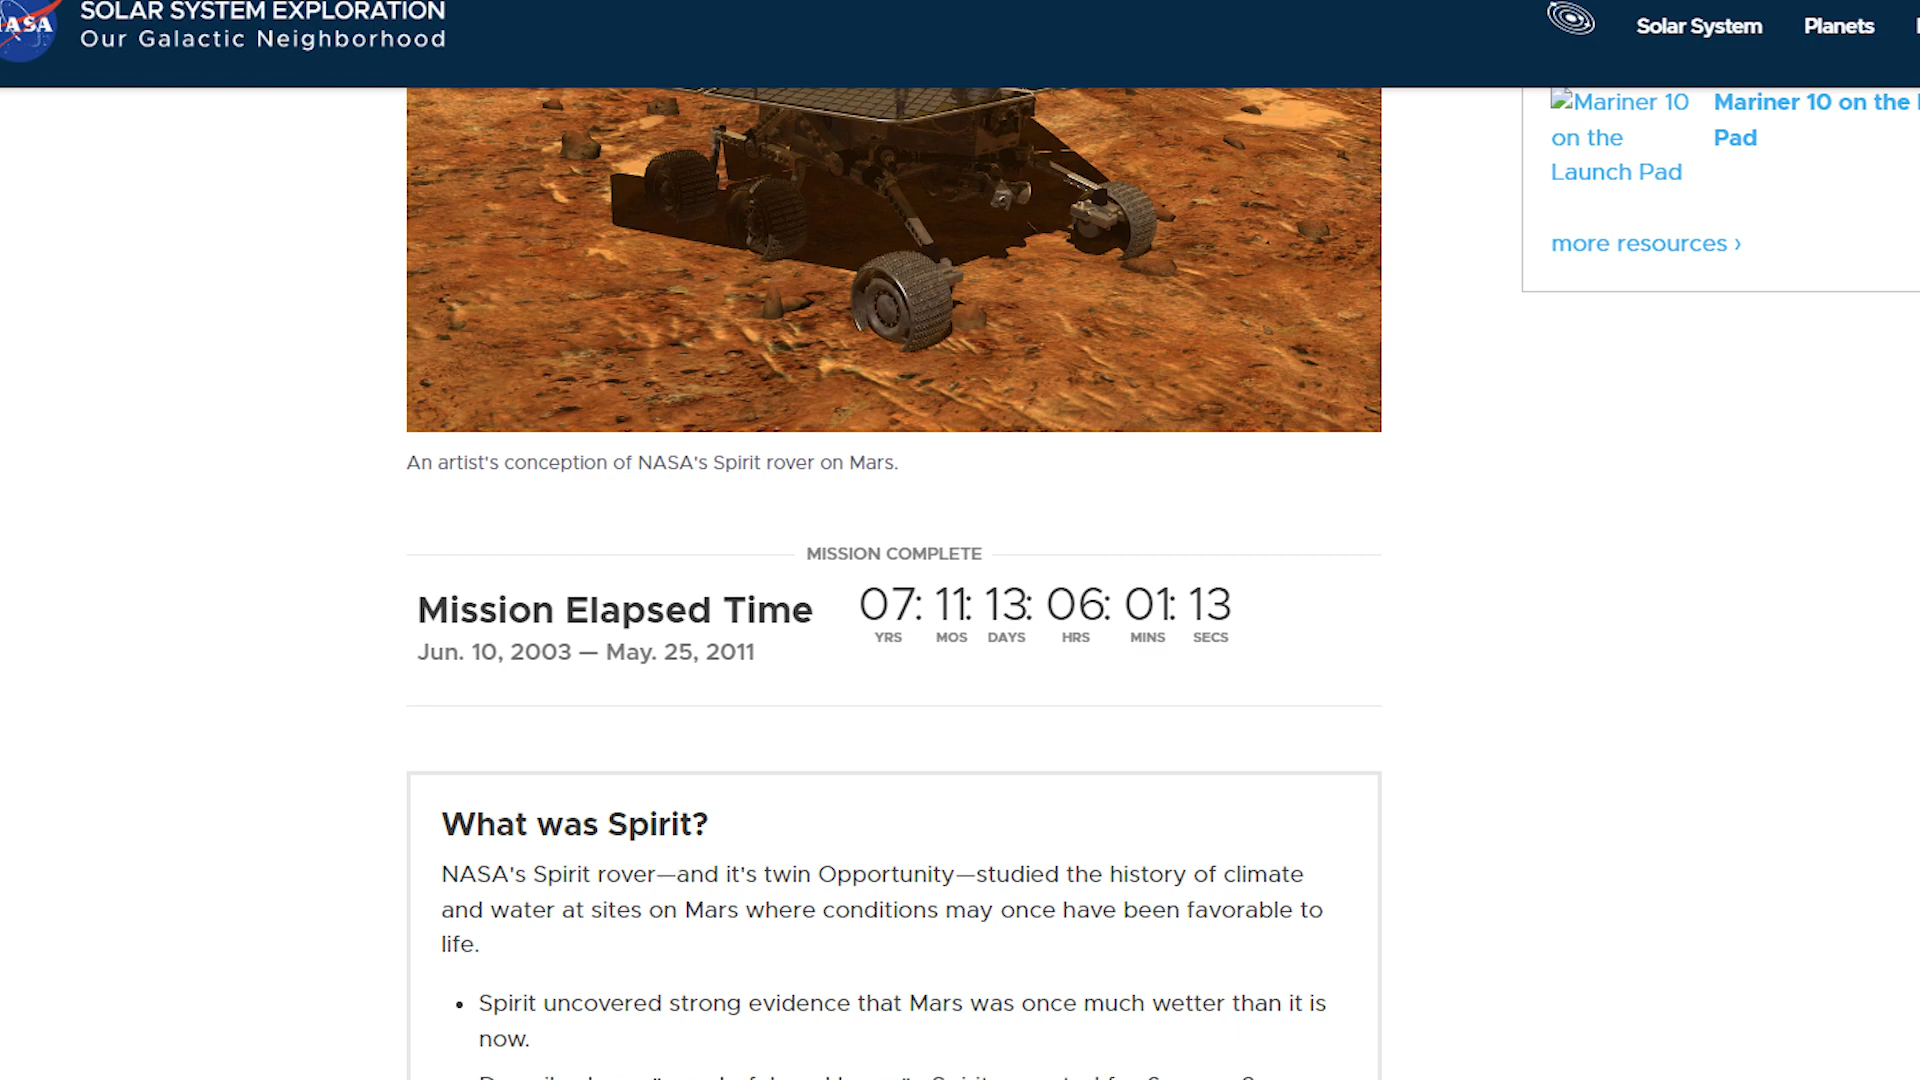 NASA
SOLAR SYSTEM EXPLORATION
Our Galactic Neighborhood
Solar System
Planets
Mariner 10
on the
Launch Pad
Mariner 10 on the
Pad
more resources ›
An artist's conception of NASA's Spirit rover on Mars.
MISSION COMPLETE
Mission Elapsed Time
Jun. 10, 2003 — May. 25, 2011
07: 11: 13: 06: 01: 13
YRS MOS DAYS HRS MINS SECS
What was Spirit?
NASA's Spirit rover—and it's twin Opportunity—studied the history of climate
and water at sites on Mars where conditions may once have been favorable to
life.
• Spirit uncovered strong evidence that Mars was once much wetter than it is
now.